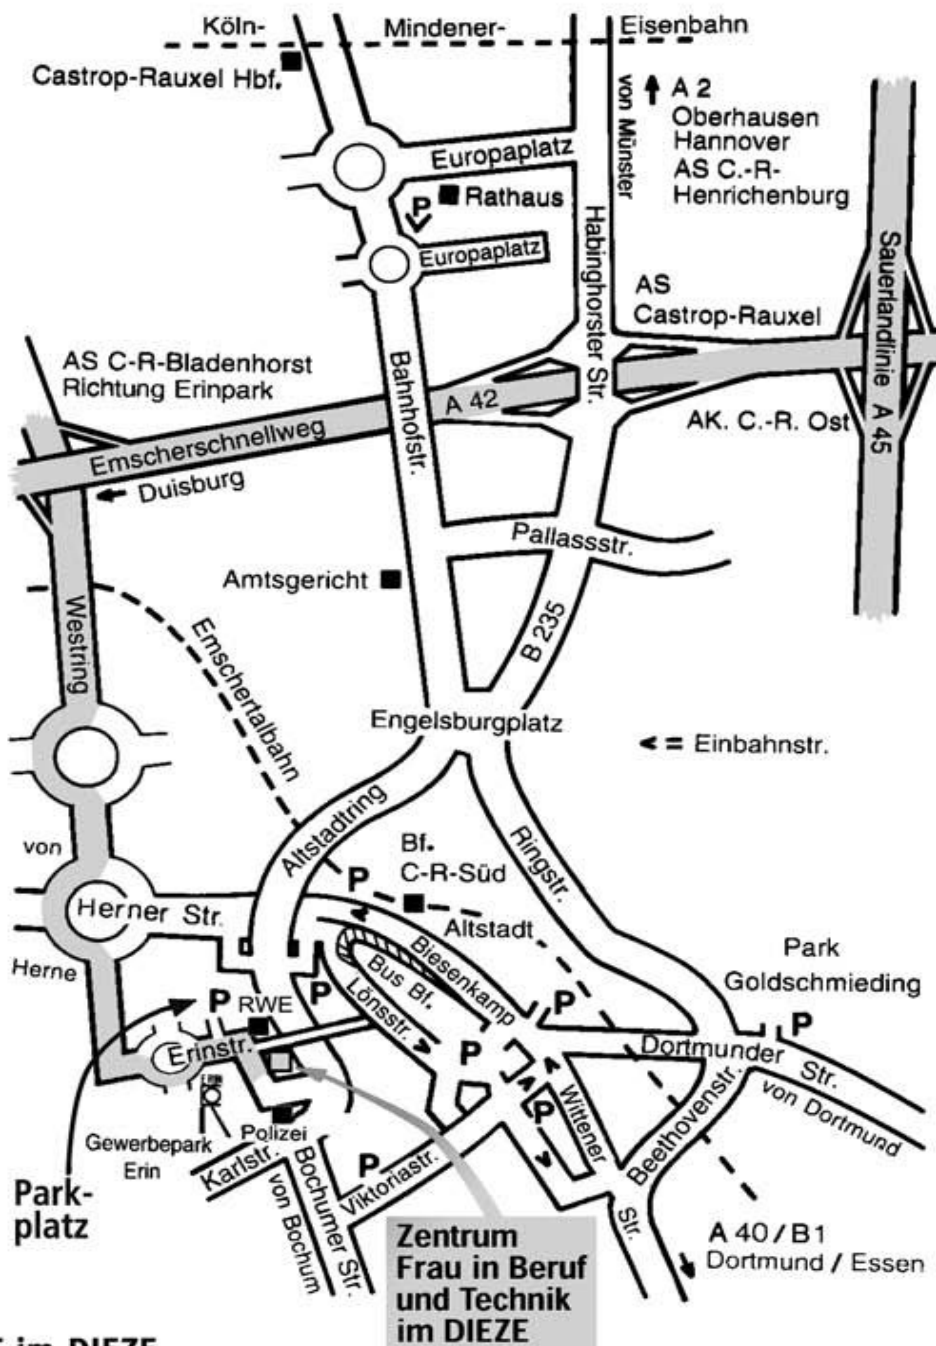 Köln- Mindener- Eisenbahn
Castrop-Rauxel Hbf.
von Münster
A 2
Oberhausen
Hannover
AS C.-R-
Henrichenburg
Europaplatz
P
Rathaus
Europaplatz
Habinghorster Str.
Sauerlandlinie A 45
AS
Castrop-Rauxel
AS C-R-Bladenhorst
Richtung Erinpark
Bahnhofstr.
A 42
AK. C.-R. Ost
Emscherschnellweg
Duisburg
Pallassstr.
Amtsgericht
Westring
Emschertalbahn
B 235
Engelsburgplatz
< = Einbahnstr.
Altstadtring
Ringstr.
von
Bf.
C-R-Süd
P
Herner Str.
Altstadt
Biesenkamp
Herne
Bus Bf.
Park
Goldschmieding
P
RWE
P
Lönsstr.
P
P
Erinstr.
P
Dortmunder Str.
von Dortmund
Wittener
Str.
P
Beethovenstr.
Gewerbepark
Erin
Polizei
Karlstr.
P
Viktoriastr.
Bochumer Str.
von Bochum
Park-
platz
A 40 / B 1
Dortmund / Essen
Zentrum
Frau in Beruf
und Technik
im DIEZE
im DIEZE